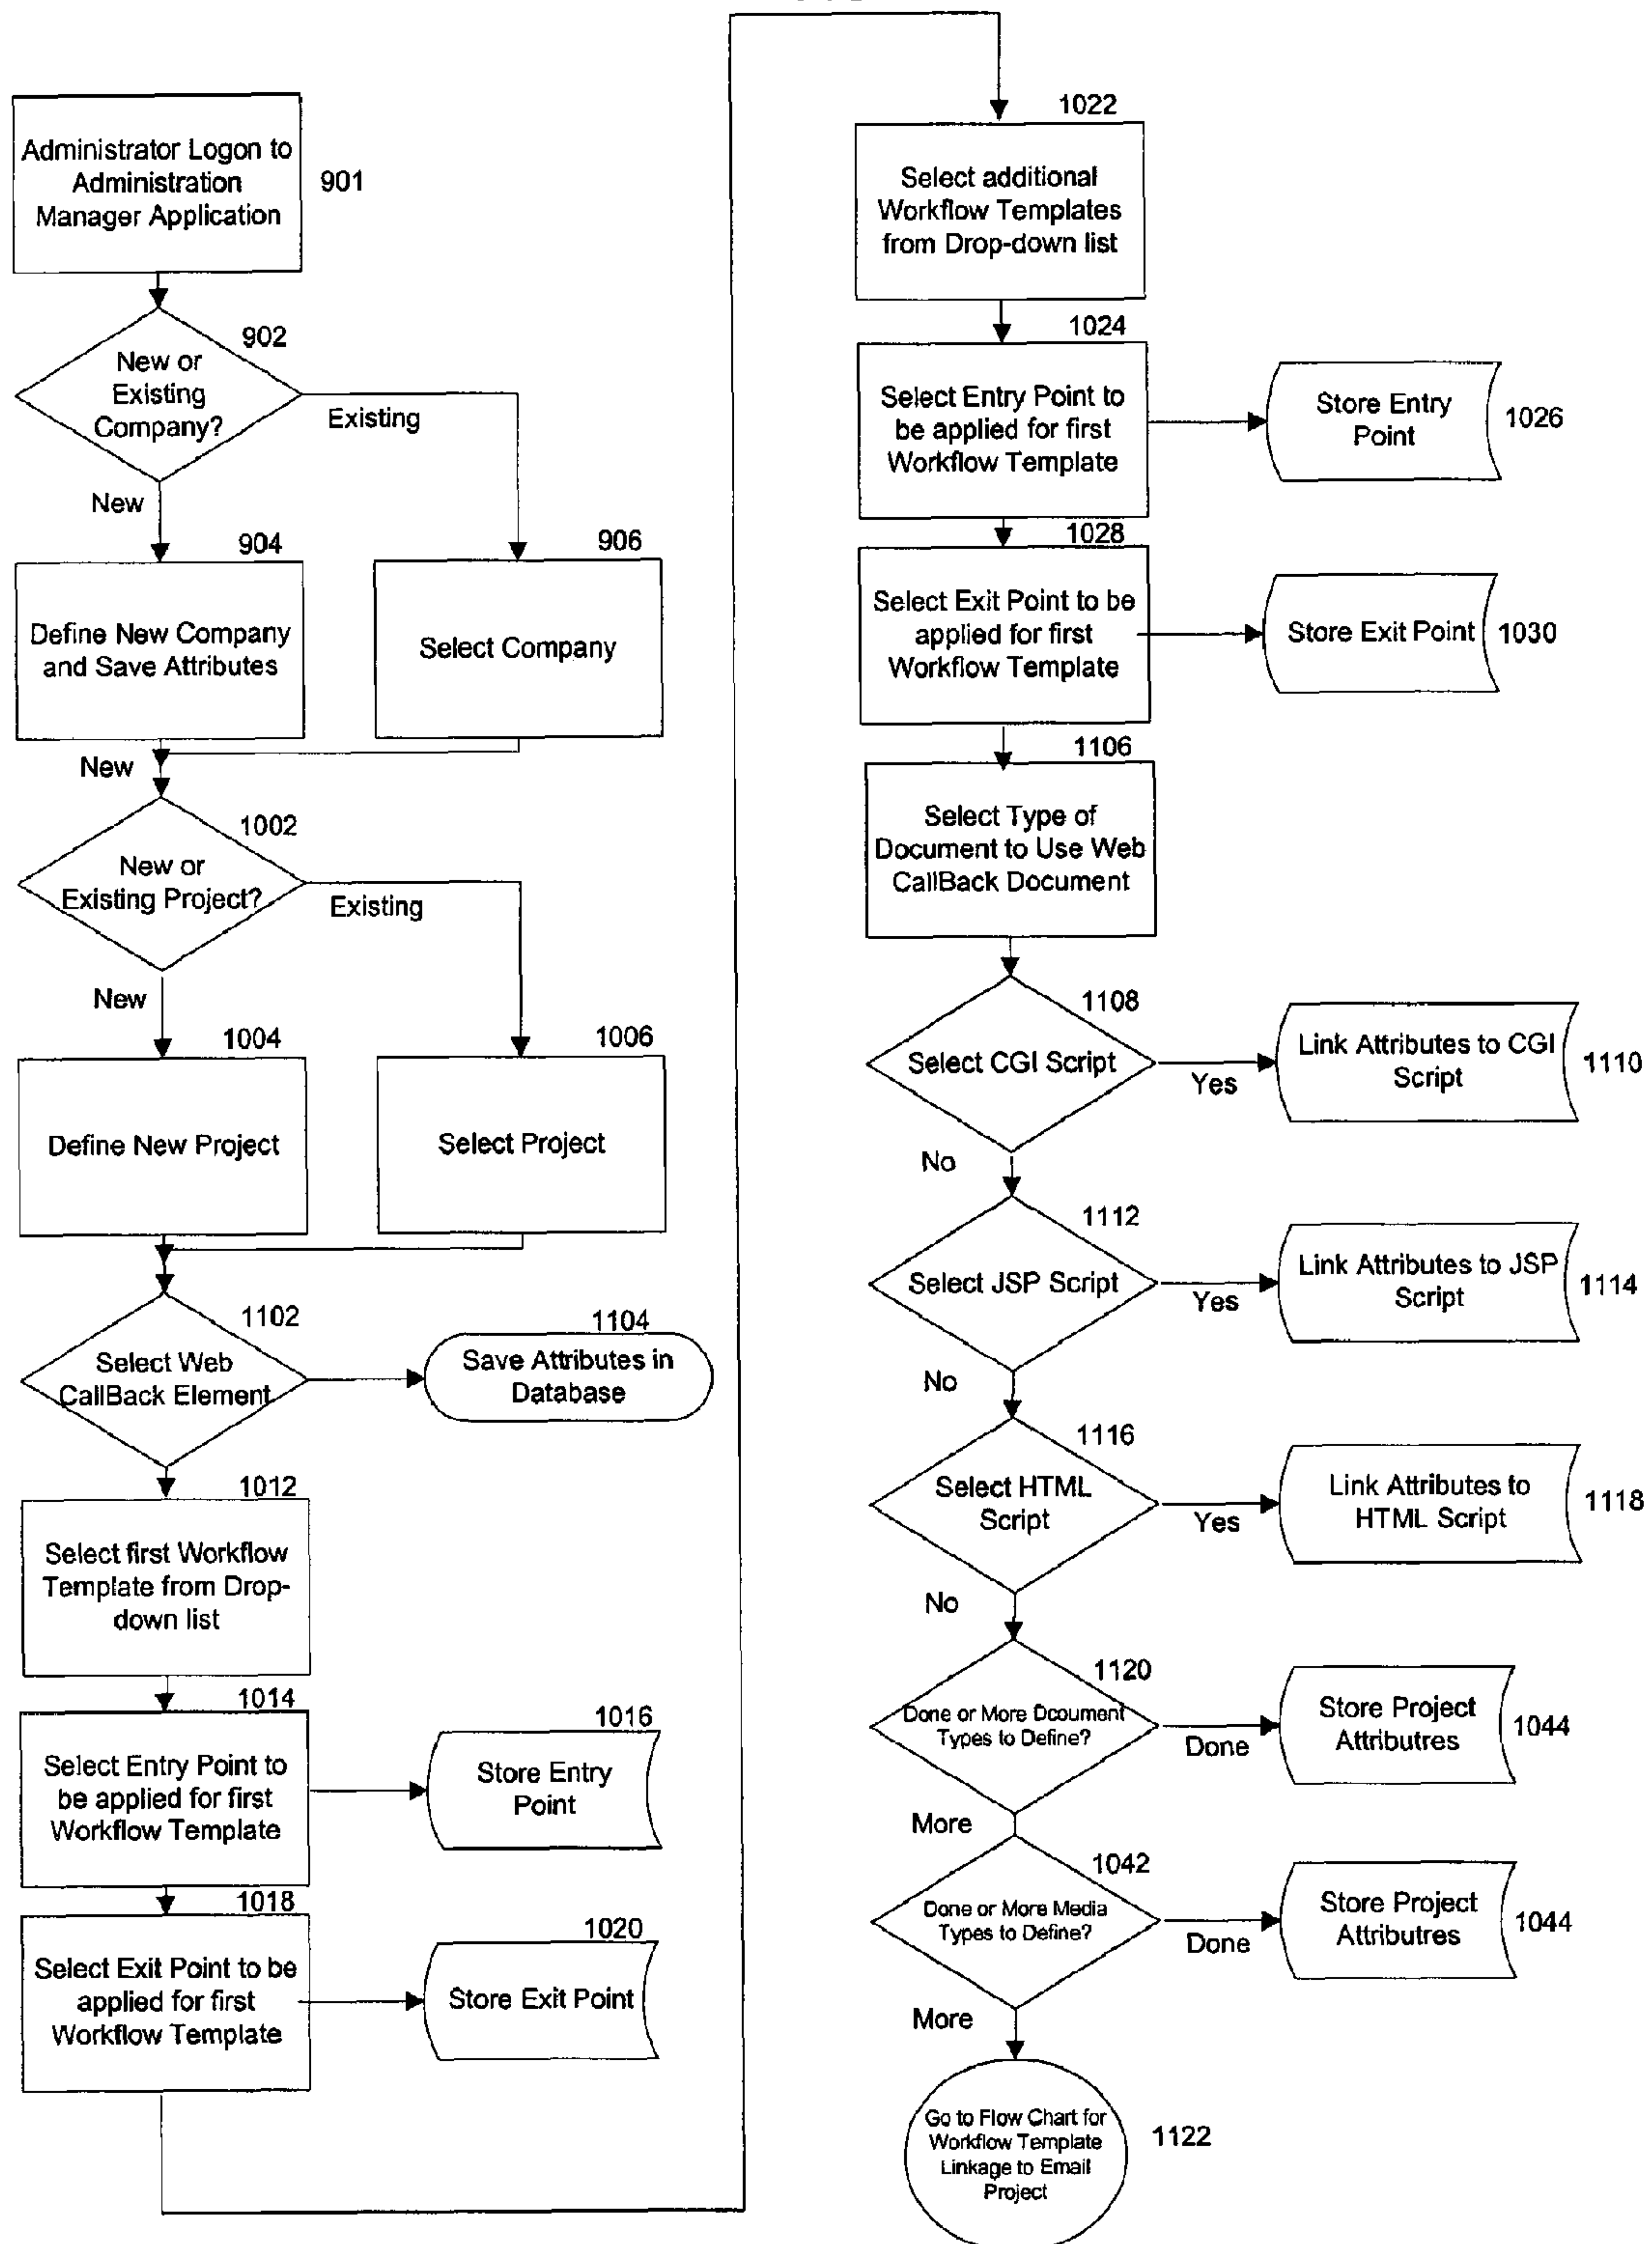 Administrator Logon to
Administration
Manager Application
901
902
New or
Existing
Company?
Existing
New
904
Define New Company
and Save Attributes
906
Select Company
New
1002
New or
Existing Project?
Existing
New
1004
Define New Project
1006
Select Project
1102
Select Web
CallBack Element
1104
Save Attributes in
Database
1012
Select first Workflow
Template from Drop-
down list
1014
Select Entry Point to
be applied for first
Workflow Template
1016
Store Entry
Point
1018
Select Exit Point to be
applied for first
Workflow Template
1020
Store Exit Point
1022
Select additional
Workflow Templates
from Drop-down list
1024
Select Entry Point to
be applied for first
Workflow Template
Store Entry
Point
1026
1028
Select Exit Point to be
applied for first
Workflow Template
Store Exit Point
1030
1106
Select Type of
Document to Use Web
CallBack Document
1108
Select CGI Script
Yes
Link Attributes to CGI
Script
1110
No
1112
Select JSP Script
Yes
Link Attributes to JSP
Script
1114
No
1116
Select HTML
Script
Yes
Link Attributes to
HTML Script
1118
No
1120
Done or More Dcoument
Types to Define?
Done
Store Project
Attributres
1044
More
1042
Done or More Media
Types to Define?
Done
Store Project
Attributres
1044
More
Go to Flow Chart for
Workflow Template
Linkage to Email
Project
1122